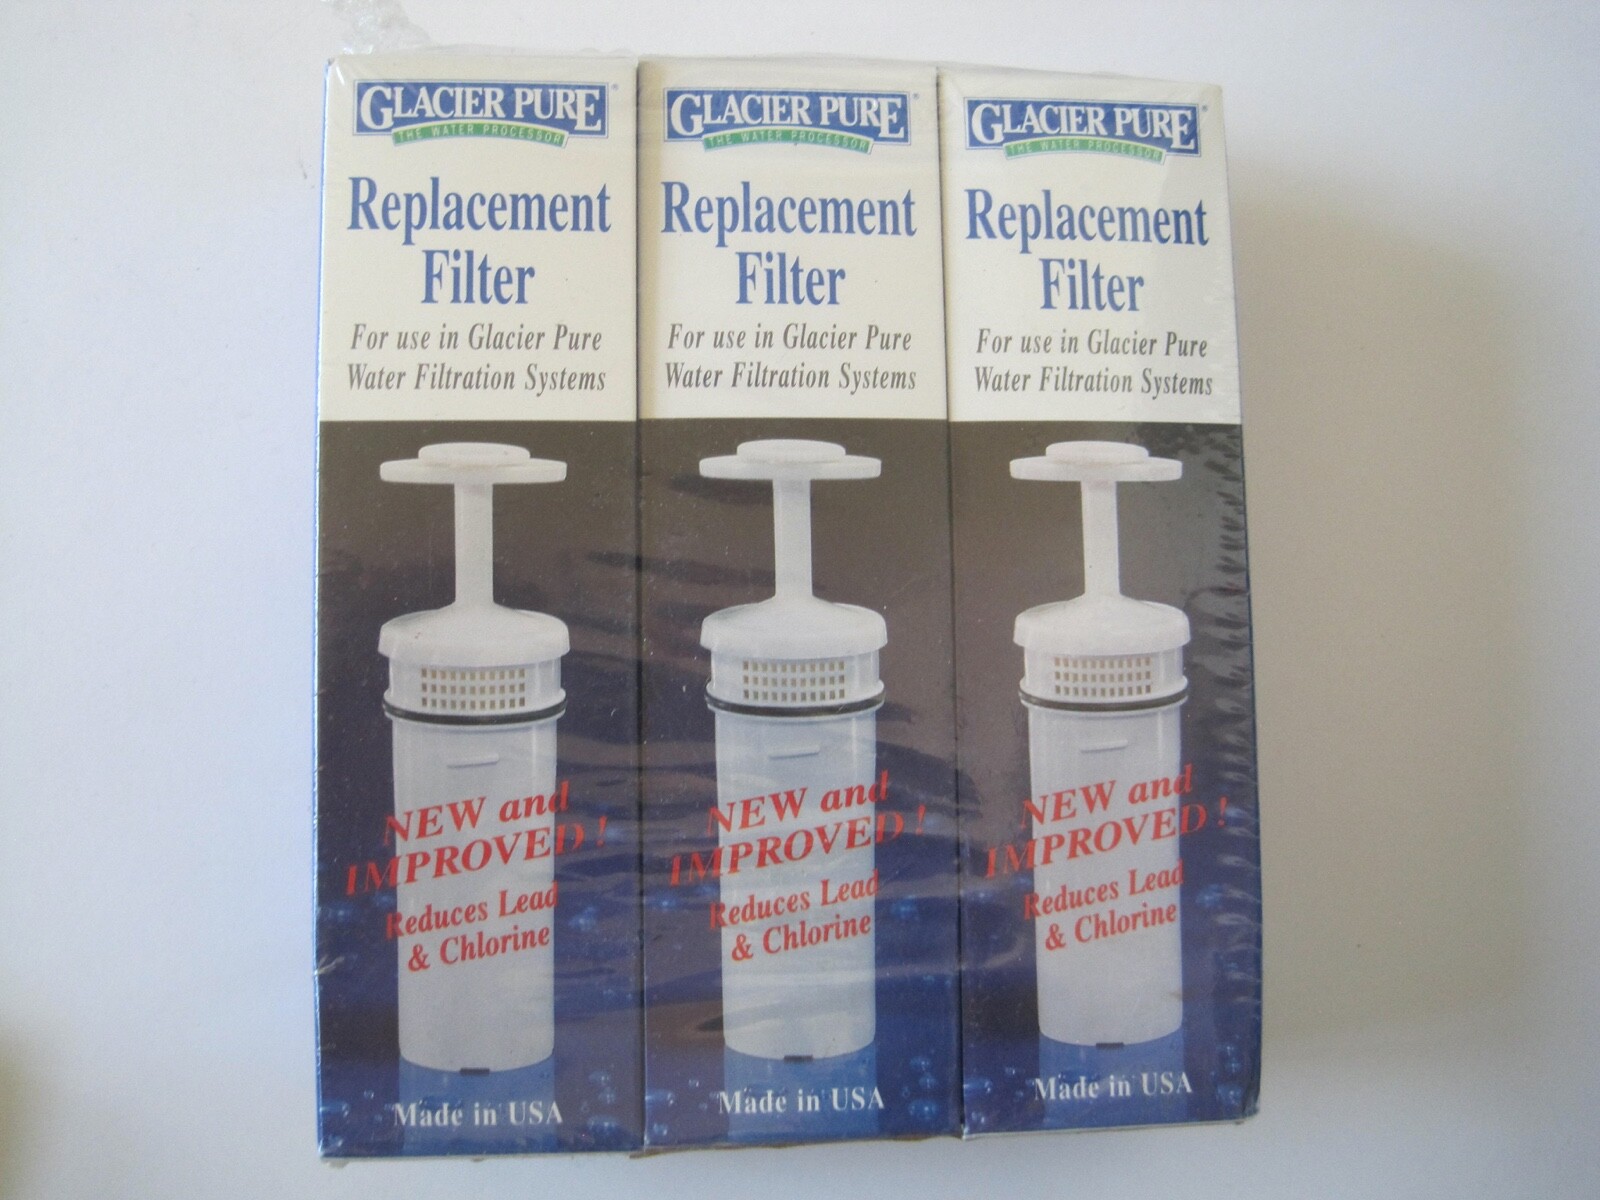 GLACIER PURE®
THE WATER PROCESSOR
Replacement
Filter
For use in Glacier Pure
Water Filtration Systems
NEW and
IMPROVED!
Reduces Lead
& Chlorine
Made in USA
GLACIER PURE®
THE WATER PROCESSOR
Replacement
Filter
For use in Glacier Pure
Water Filtration Systems
NEW and
IMPROVED!
Reduces Lead
& Chlorine
Made in USA
GLACIER PURE®
THE WATER PROCESSOR
Replacement
Filter
For use in Glacier Pure
Water Filtration Systems
NEW and
IMPROVED!
Reduces Lead
& Chlorine
Made in USA